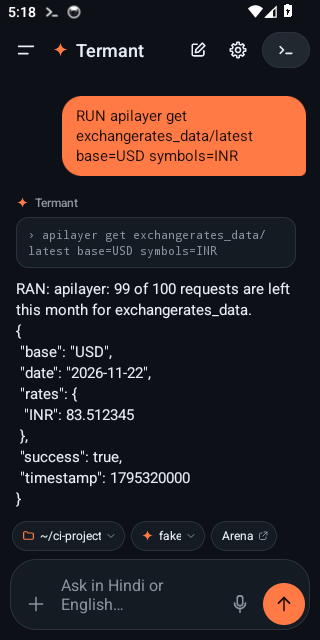 5:18
Termant
RUN apilayer get
exchangerates_data/latest
base=USD symbols=INR
Termant
› apilayer get exchangerates_data/
latest base=USD symbols=INR
RAN: apilayer: 99 of 100 requests are left
this month for exchangerates_data.
{
"base": "USD",
"date": "2026-11-22",
"rates": {
"INR": 83.512345
},
"success": true,
"timestamp": 1795320000
}
~/ci-project
fake
Arena
Ask in Hindi or
English…